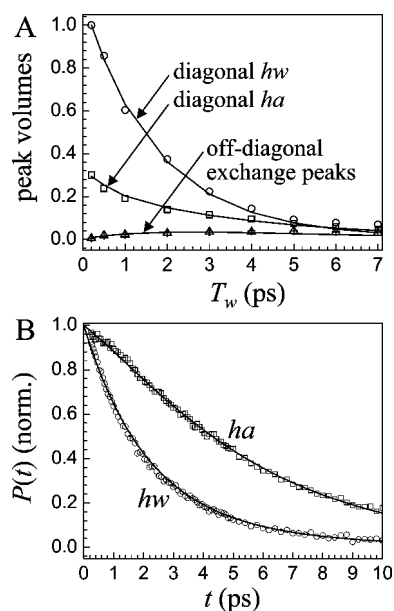 A
1.0
0.8
0.6
0.4
0.2
0.0
peak volumes
diagonal hw
diagonal ha
off-diagonal
exchange peaks
0 1 2 3 4 5 6 7
Tw (ps)
B
1.0
0.8
0.6
0.4
0.2
0.0
P(t) (norm.)
ha
hw
0 1 2 3 4 5 6 7 8 9 10
t (ps)